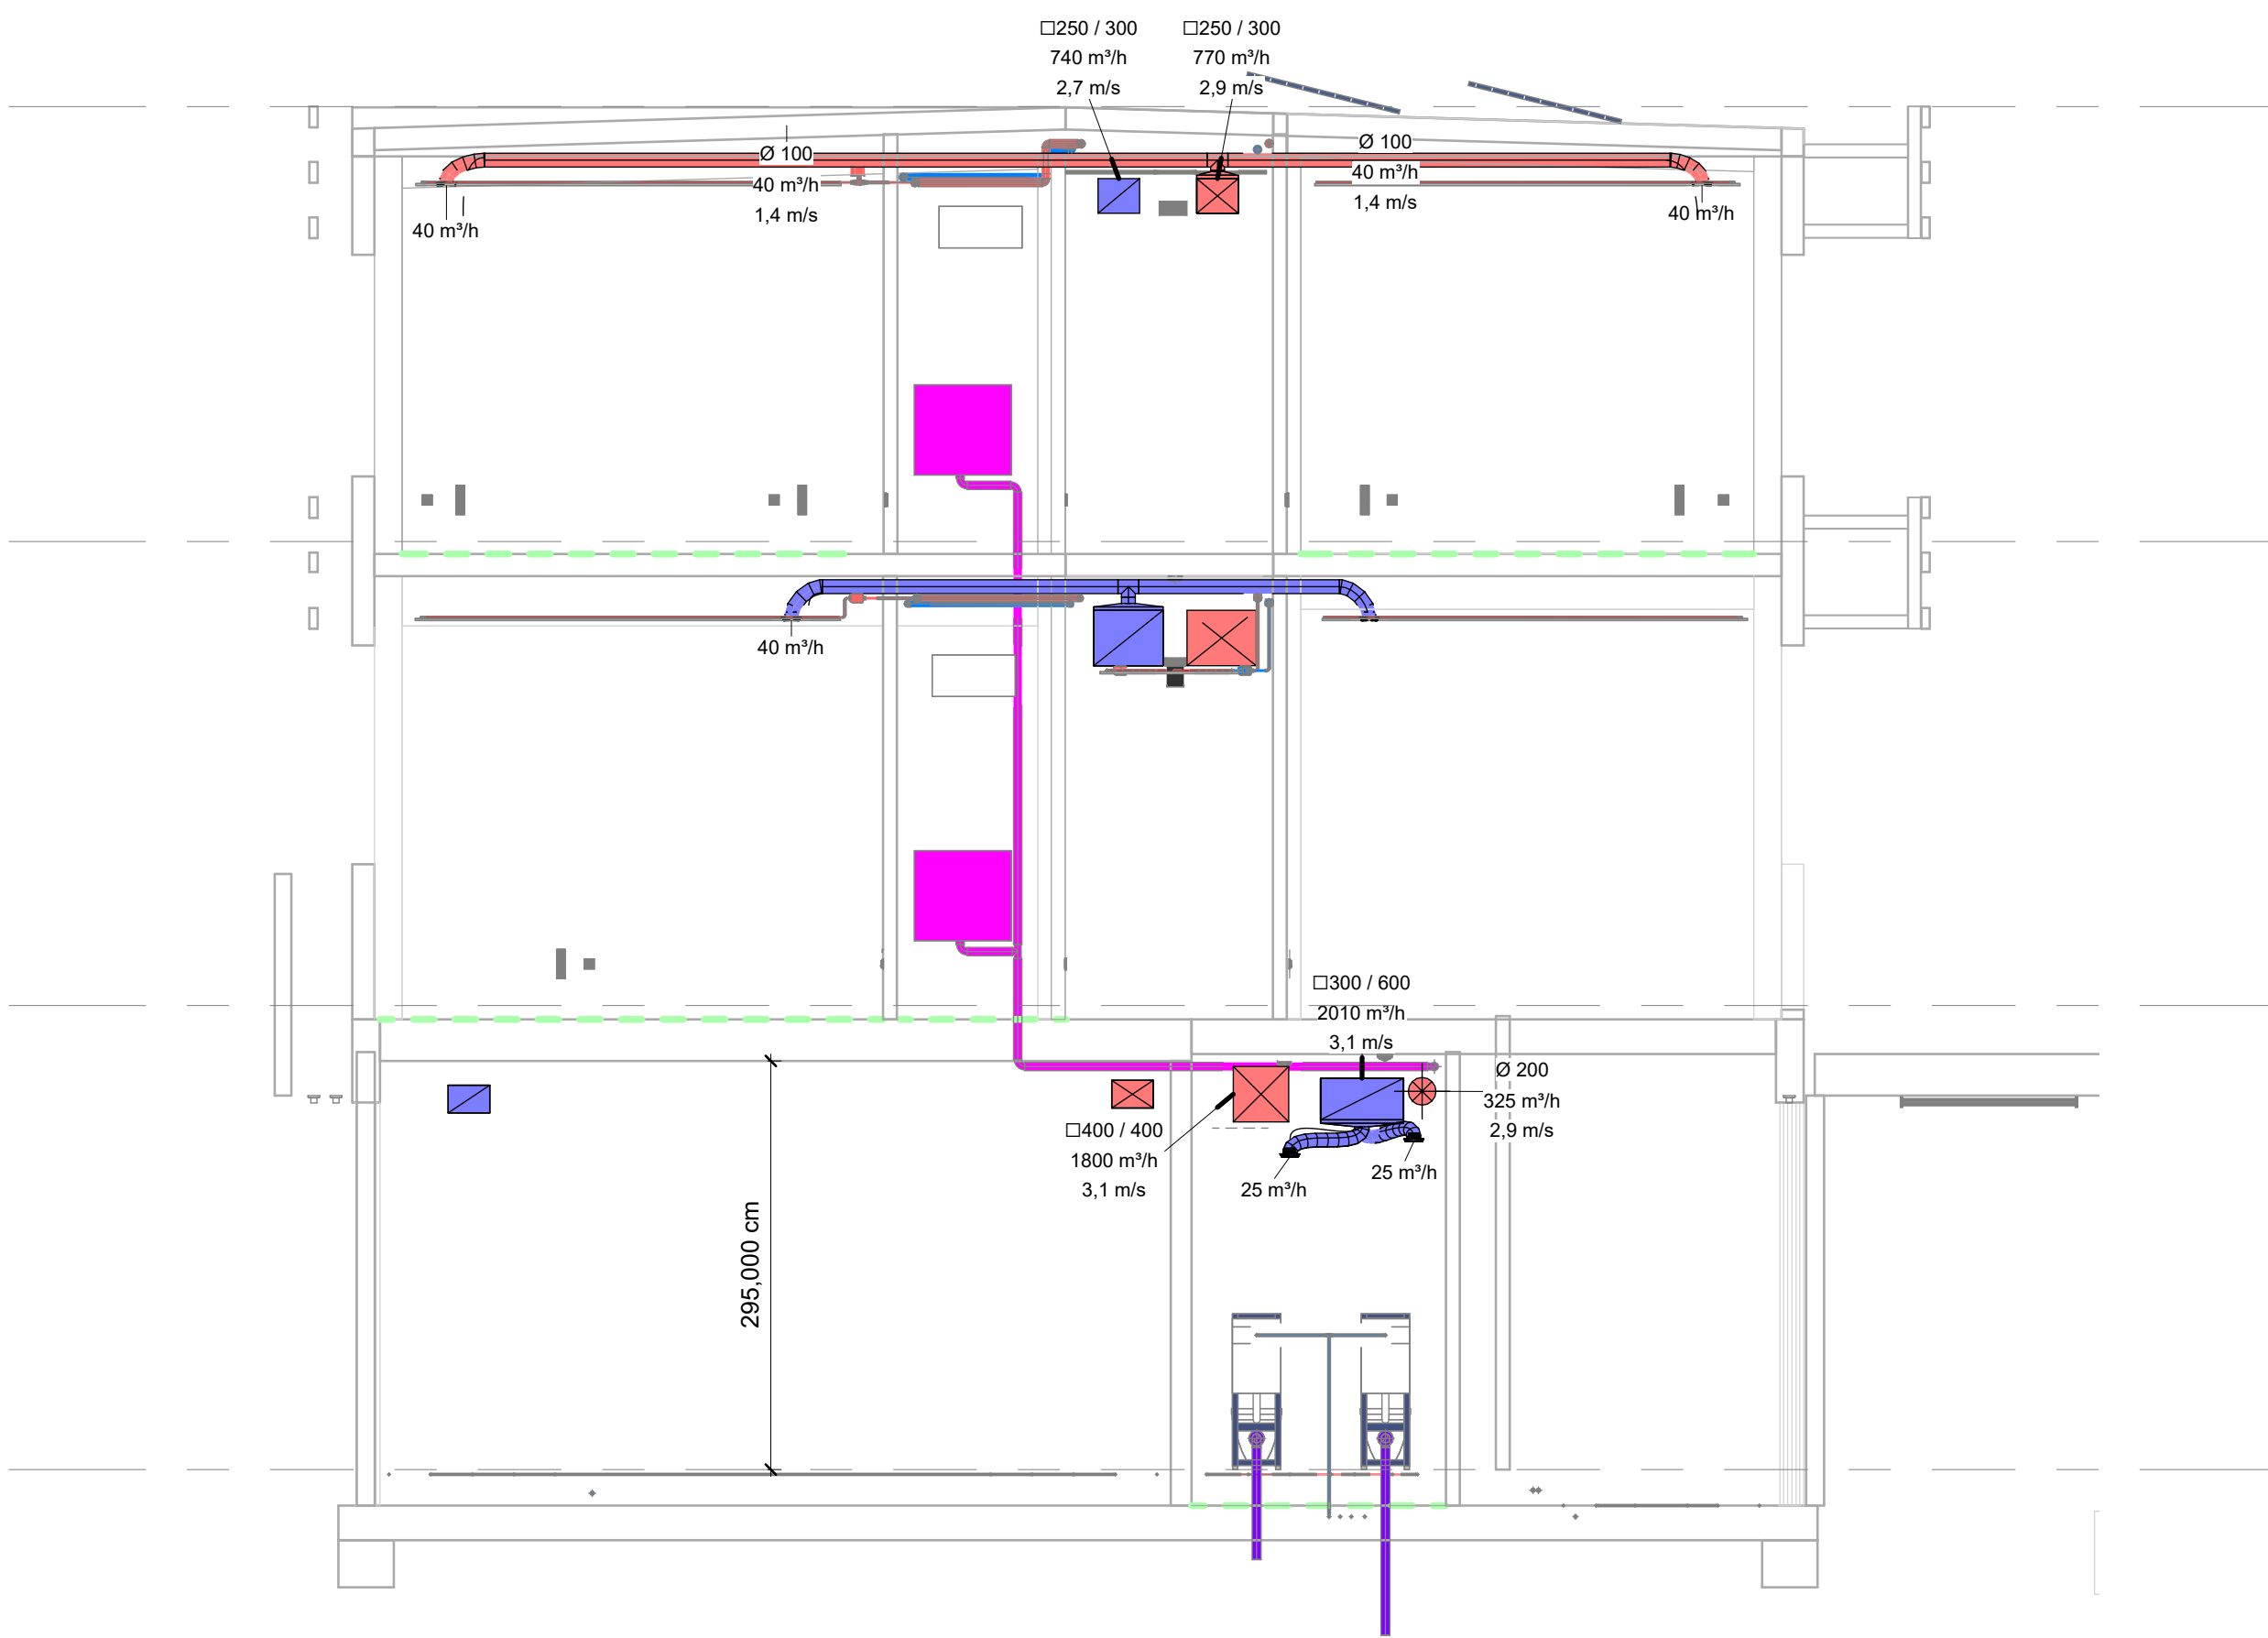 □250 / 300
740 m³/h
2,7 m/s
□250 / 300
770 m³/h
2,9 m/s
Ø 100
40 m³/h
1,4 m/s
Ø 100
40 m³/h
1,4 m/s
40 m³/h
40 m³/h
40 m³/h
□300 / 600
2010 m³/h
3,1 m/s
Ø 200
325 m³/h
2,9 m/s
□400 / 400
1800 m³/h
3,1 m/s
25 m³/h
25 m³/h
295,000 cm